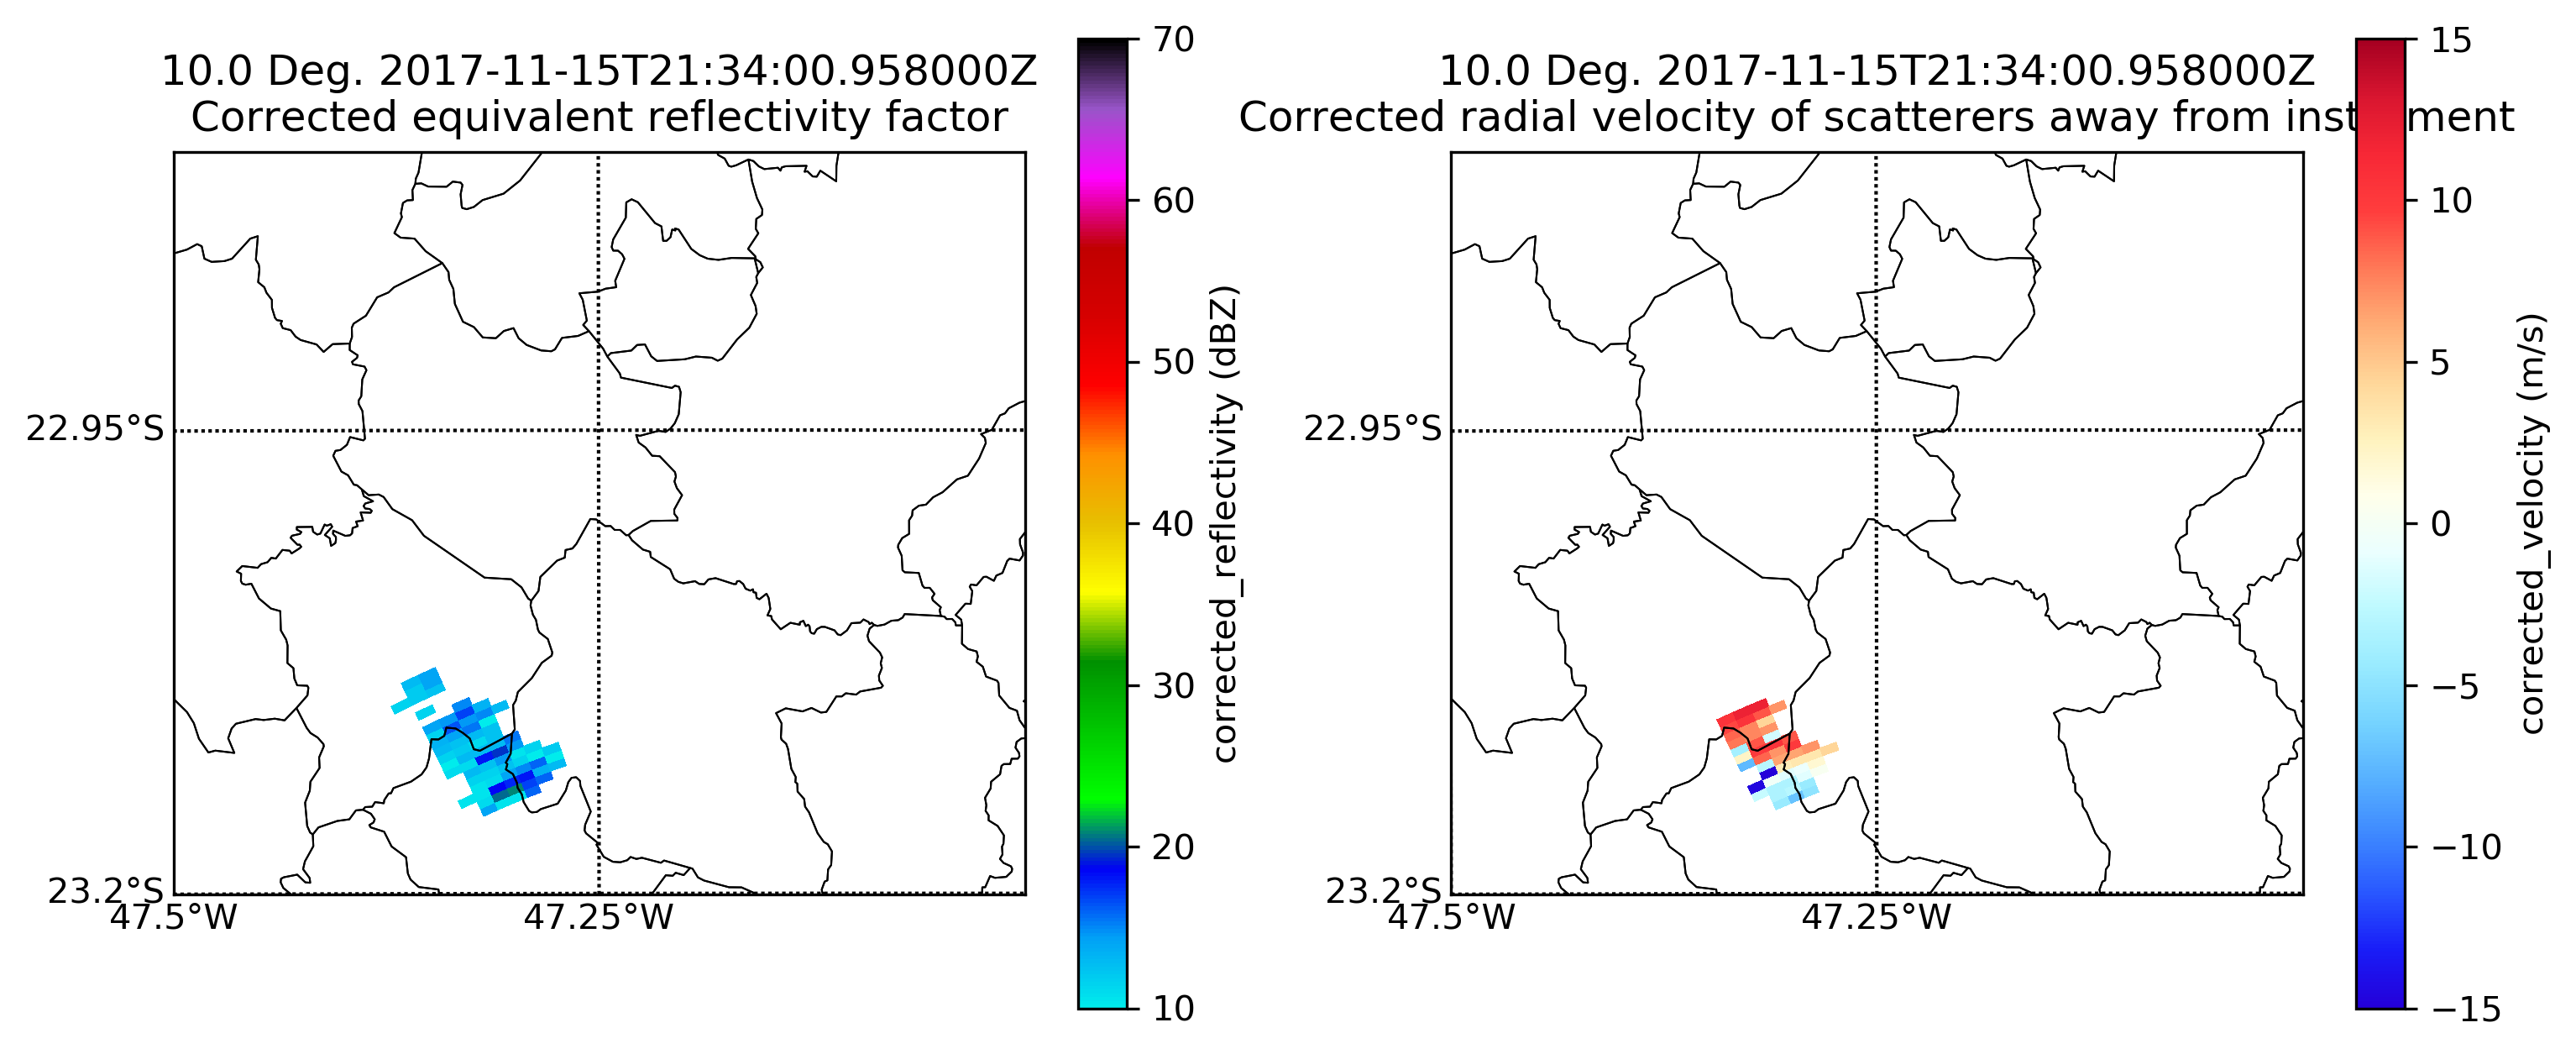 10.0 Deg. 2017-11-15T21:34:00.958000Z
Corrected equivalent reflectivity factor
22.95°S
23.2°S
47.5°W
47.25°W
70
60
50
40
30
20
10
corrected_reflectivity (dBZ)
10.0 Deg. 2017-11-15T21:34:00.958000Z
Corrected radial velocity of scatterers away from inst ment
22.95°S
23.2°S
47.5°W
47.25°W
15
10
5
0
−5
−10
−15
corrected_velocity (m/s)